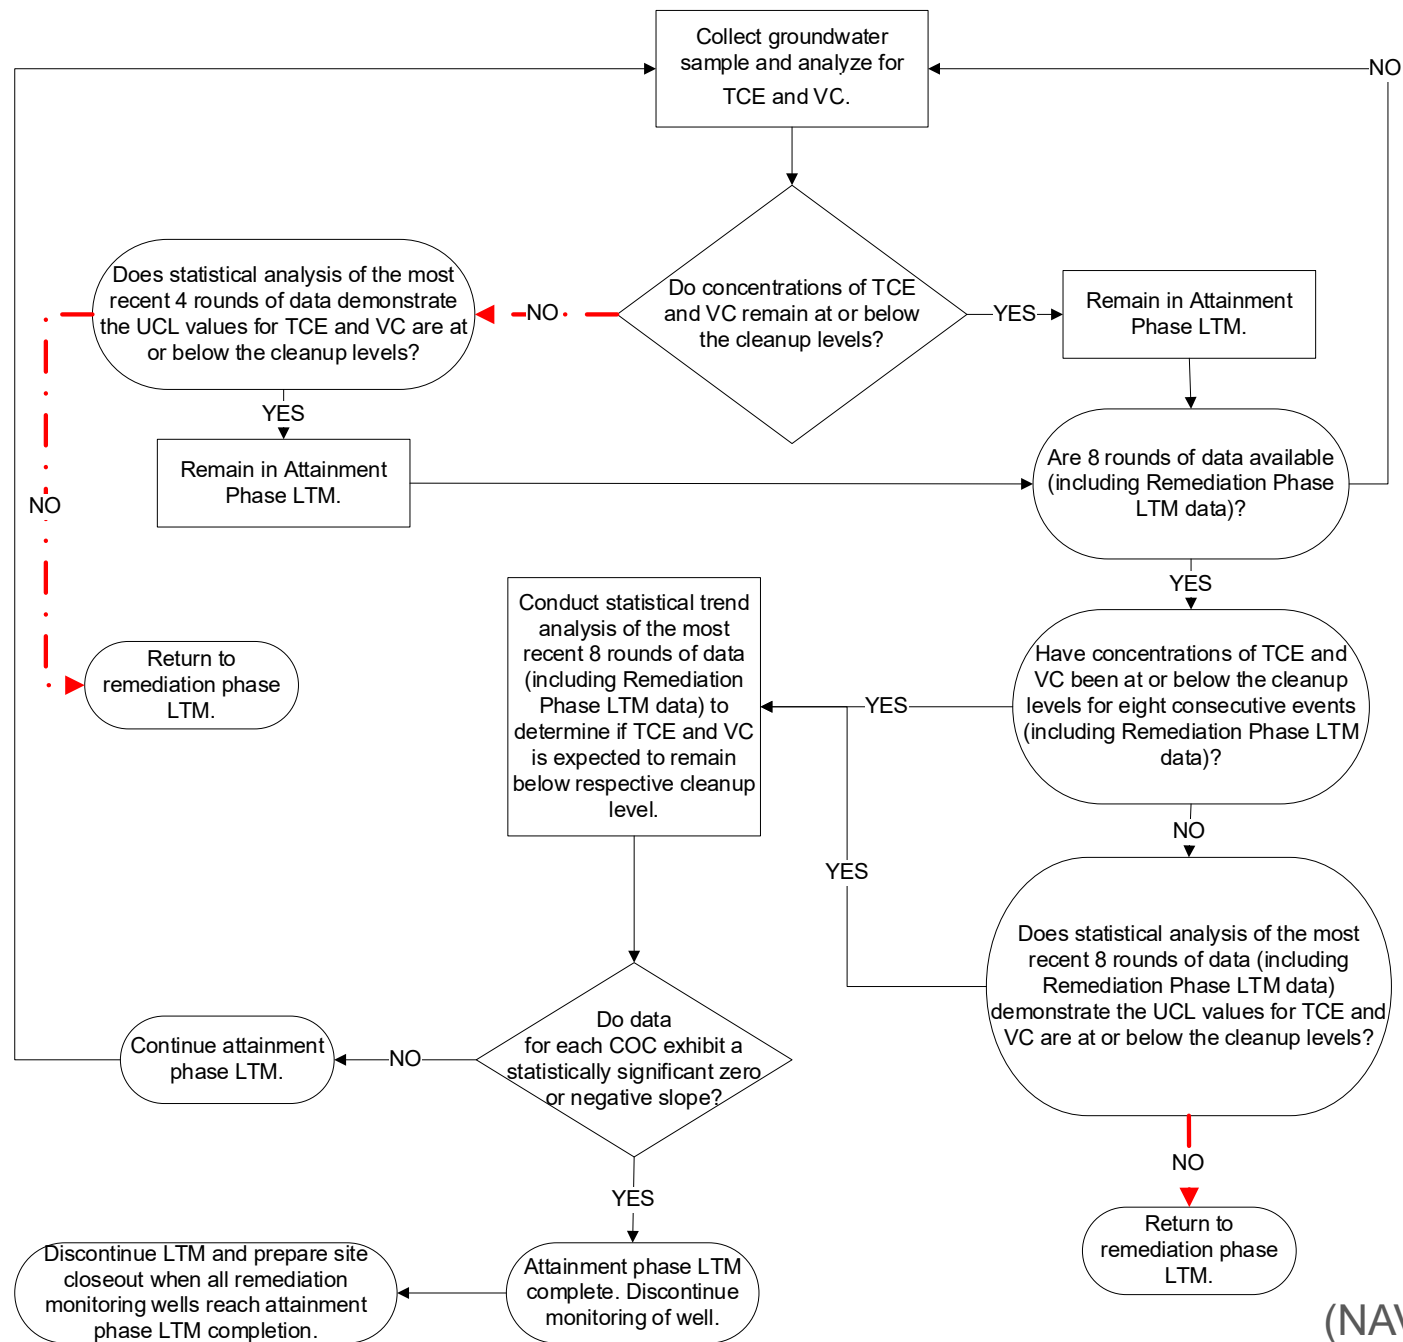 Collect groundwater
sample and analyze for
TCE and VC.
NO
Does statistical analysis of the most
recent 4 rounds of data demonstrate
the UCL values for TCE and VC are at
or below the cleanup levels?
NO
Do concentrations of TCE
and VC remain at or below
the cleanup levels?
YES
Remain in Attainment
Phase LTM.
YES
Remain in Attainment
Phase LTM.
NO
Are 8 rounds of data available
(including Remediation Phase
LTM data)?
YES
Return to
remediation phase
LTM.
Conduct statistical trend
analysis of the most
recent 8 rounds of data
(including Remediation
Phase LTM data) to
determine if TCE and VC
is expected to remain
below respective cleanup
level.
YES
Have concentrations of TCE and
VC been at or below the cleanup
levels for eight consecutive events
(including Remediation Phase LTM
data)?
NO
YES
Does statistical analysis of the most
recent 8 rounds of data (including
Remediation Phase LTM data)
demonstrate the UCL values for TCE and
VC are at or below the cleanup levels?
Continue attainment
phase LTM.
NO
Do data
for each COC exhibit a
statistically significant zero
or negative slope?
YES
NO
Return to
remediation phase
LTM.
Discontinue LTM and prepare site
closeout when all remediation
monitoring wells reach attainment
phase LTM completion.
Attainment phase LTM
complete. Discontinue
monitoring of well.